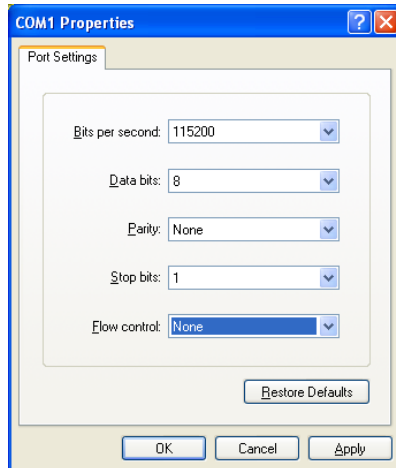 COM1 Properties
Port Settings
Bits per second: 115200
Data bits: 8
Parity: None
Stop bits: 1
Flow control: None
Restore Defaults
OK Cancel Apply